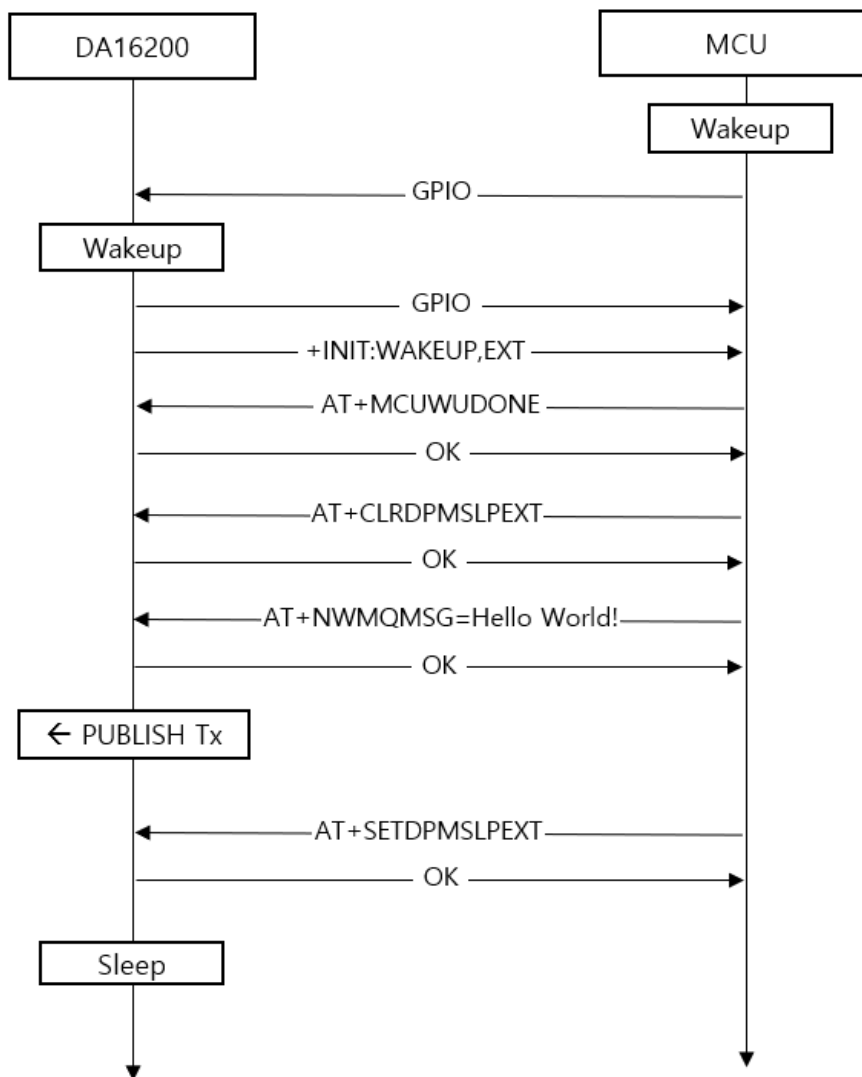 DA16200
MCU
Wakeup
GPIO
Wakeup
GPIO
+INIT:WAKEUP,EXT
AT+MCUWUDONE
OK
AT+CLRDPMSLPEXT
OK
AT+NWMQMSG=Hello World!
OK
← PUBLISH Tx
AT+SETDPMSLPEXT
OK
Sleep